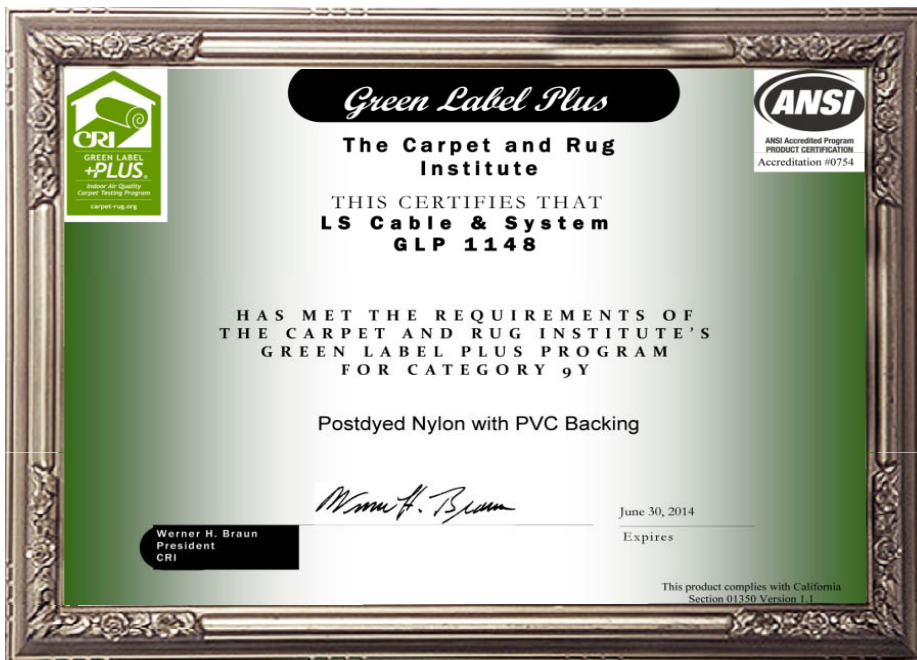 Green Label Plus
CRI
GREEN LABEL
+PLUS®
Indoor Air Quality
Carpet Testing Program
carpet-rug.org
ANSI
ANSI Accredited Program
PRODUCT CERTIFICATION
Accreditation #0754
The Carpet and Rug
Institute
THIS CERTIFIES THAT
LS Cable & System
GLP 1148
HAS MET THE REQUIREMENTS OF
THE CARPET AND RUG INSTITUTE'S
GREEN LABEL PLUS PROGRAM
FOR CATEGORY 9Y
Postdyed Nylon with PVC Backing
Werner H. Braun
June 30, 2014
Expires
Werner H. Braun
President
CRI
This product complies with California
Section 01350 Version 1.1